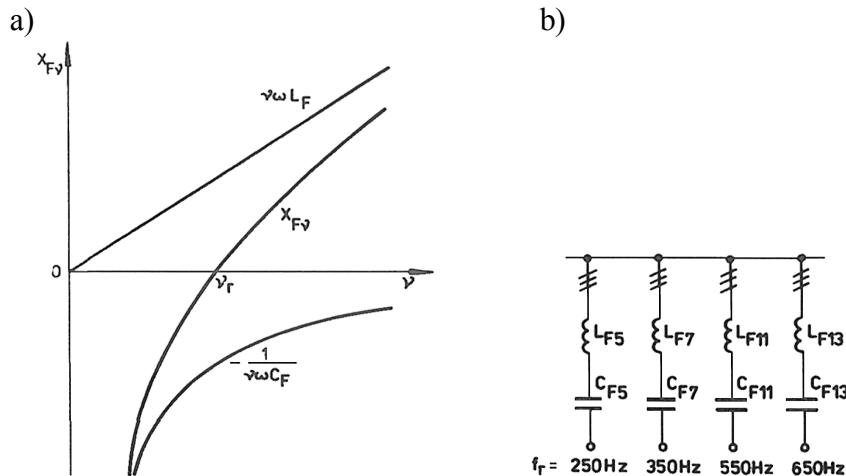 a)
b)
X_Fν
νωL_F
X_Fν
0
ν_r
ν
- 1/νωC_F
L_F5 L_F7 L_F11 L_F13
C_F5 C_F7 C_F11 C_F13
f_r = 250Hz 350Hz 550Hz 650Hz